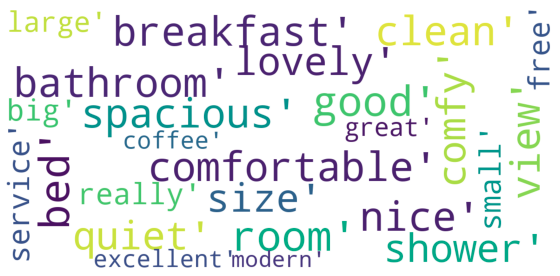 large'
breakfast'
clean'
free'
lovely'
bathroom'
comfy'
view'
big'
spacious'
good'
great'
coffee'
service'
bed'
comfortable'
small'
really'
size'
nice'
quiet'
room'
shower'
excellent'
modern'